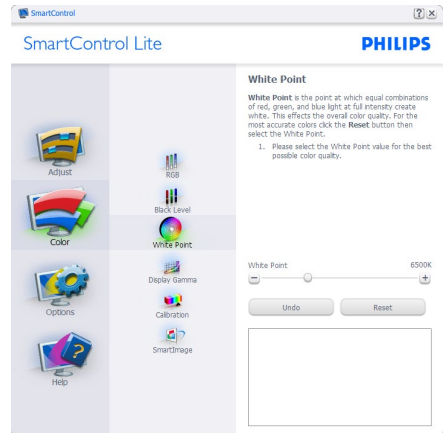 SmartControl
SmartControl Lite
PHILIPS
Adjust
Color
Options
Help
RGB
Black Level
White Point
Display Gamma
Calibration
SmartImage
White Point
White Point is the point at which equal combinations
of red, green, and blue light at full intensity create
white. This effects the overall color quality. For the
most accurate colors click the Reset button then
select the White Point.
1. Please select the White Point value for the best
possible color quality.
White Point 6500K
Undo Reset